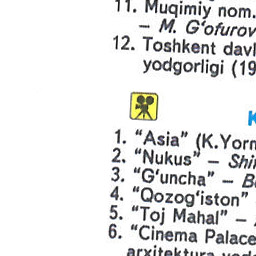 11. Muqimiy nom.
– M. G‘ofurov
12. Toshkent davl
yodgorligi (19
K
1. “Asia” (K.Yorm
2. “Nukus” – Shi
3. “G‘uncha” – B
4. “Qozog‘iston”
5. “Toj Mahal” –
6. “Cinema Palace
arxitektura yod